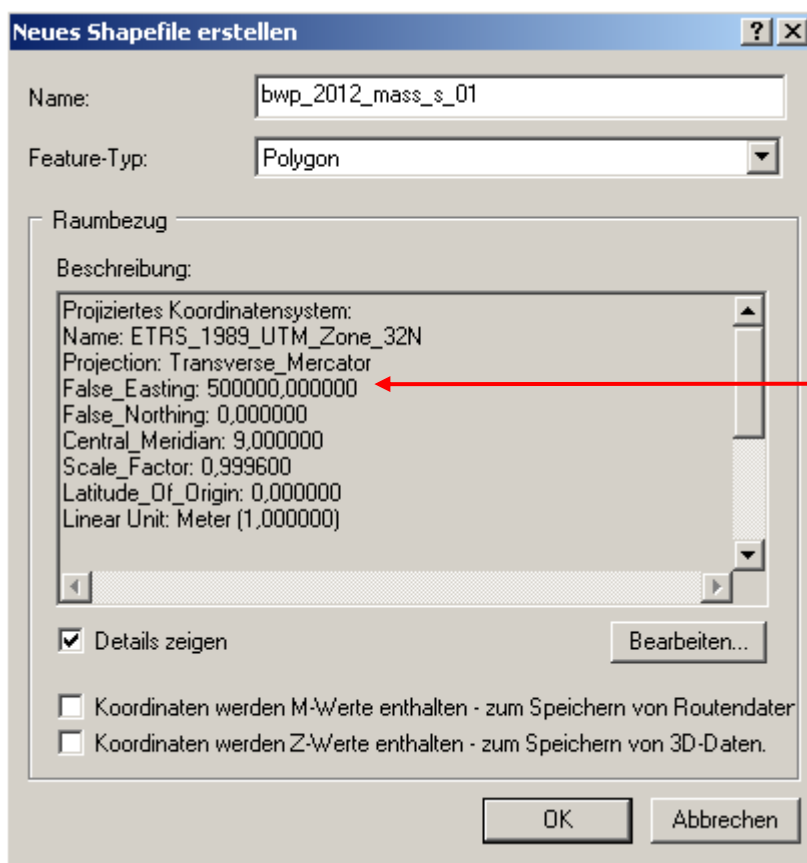 Neues Shapefile erstellen
Name:
bwp_2012_mass_s_01
Feature-Typ:
Polygon
Raumbezug
Beschreibung:
Projiziertes Koordinatensystem:
Name: ETRS_1989_UTM_Zone_32N
Projection: Transverse_Mercator
False_Easting: 500000,000000
False_Northing: 0,000000
Central_Meridian: 9,000000
Scale_Factor: 0,999600
Latitude_Of_Origin: 0,000000
Linear Unit: Meter (1,000000)
Details zeigen
Bearbeiten...
Koordinaten werden M-Werte enthalten - zum Speichern von Routendaten
Koordinaten werden Z-Werte enthalten - zum Speichern von 3D-Daten.
OK
Abbrechen